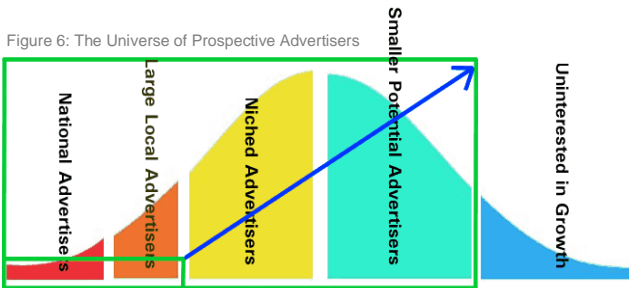 Figure 6: The Universe of Prospective Advertisers
National Advertisers
Large Local Advertisers
Niched Advertisers
Smaller Potential Advertisers
Uninterested in Growth